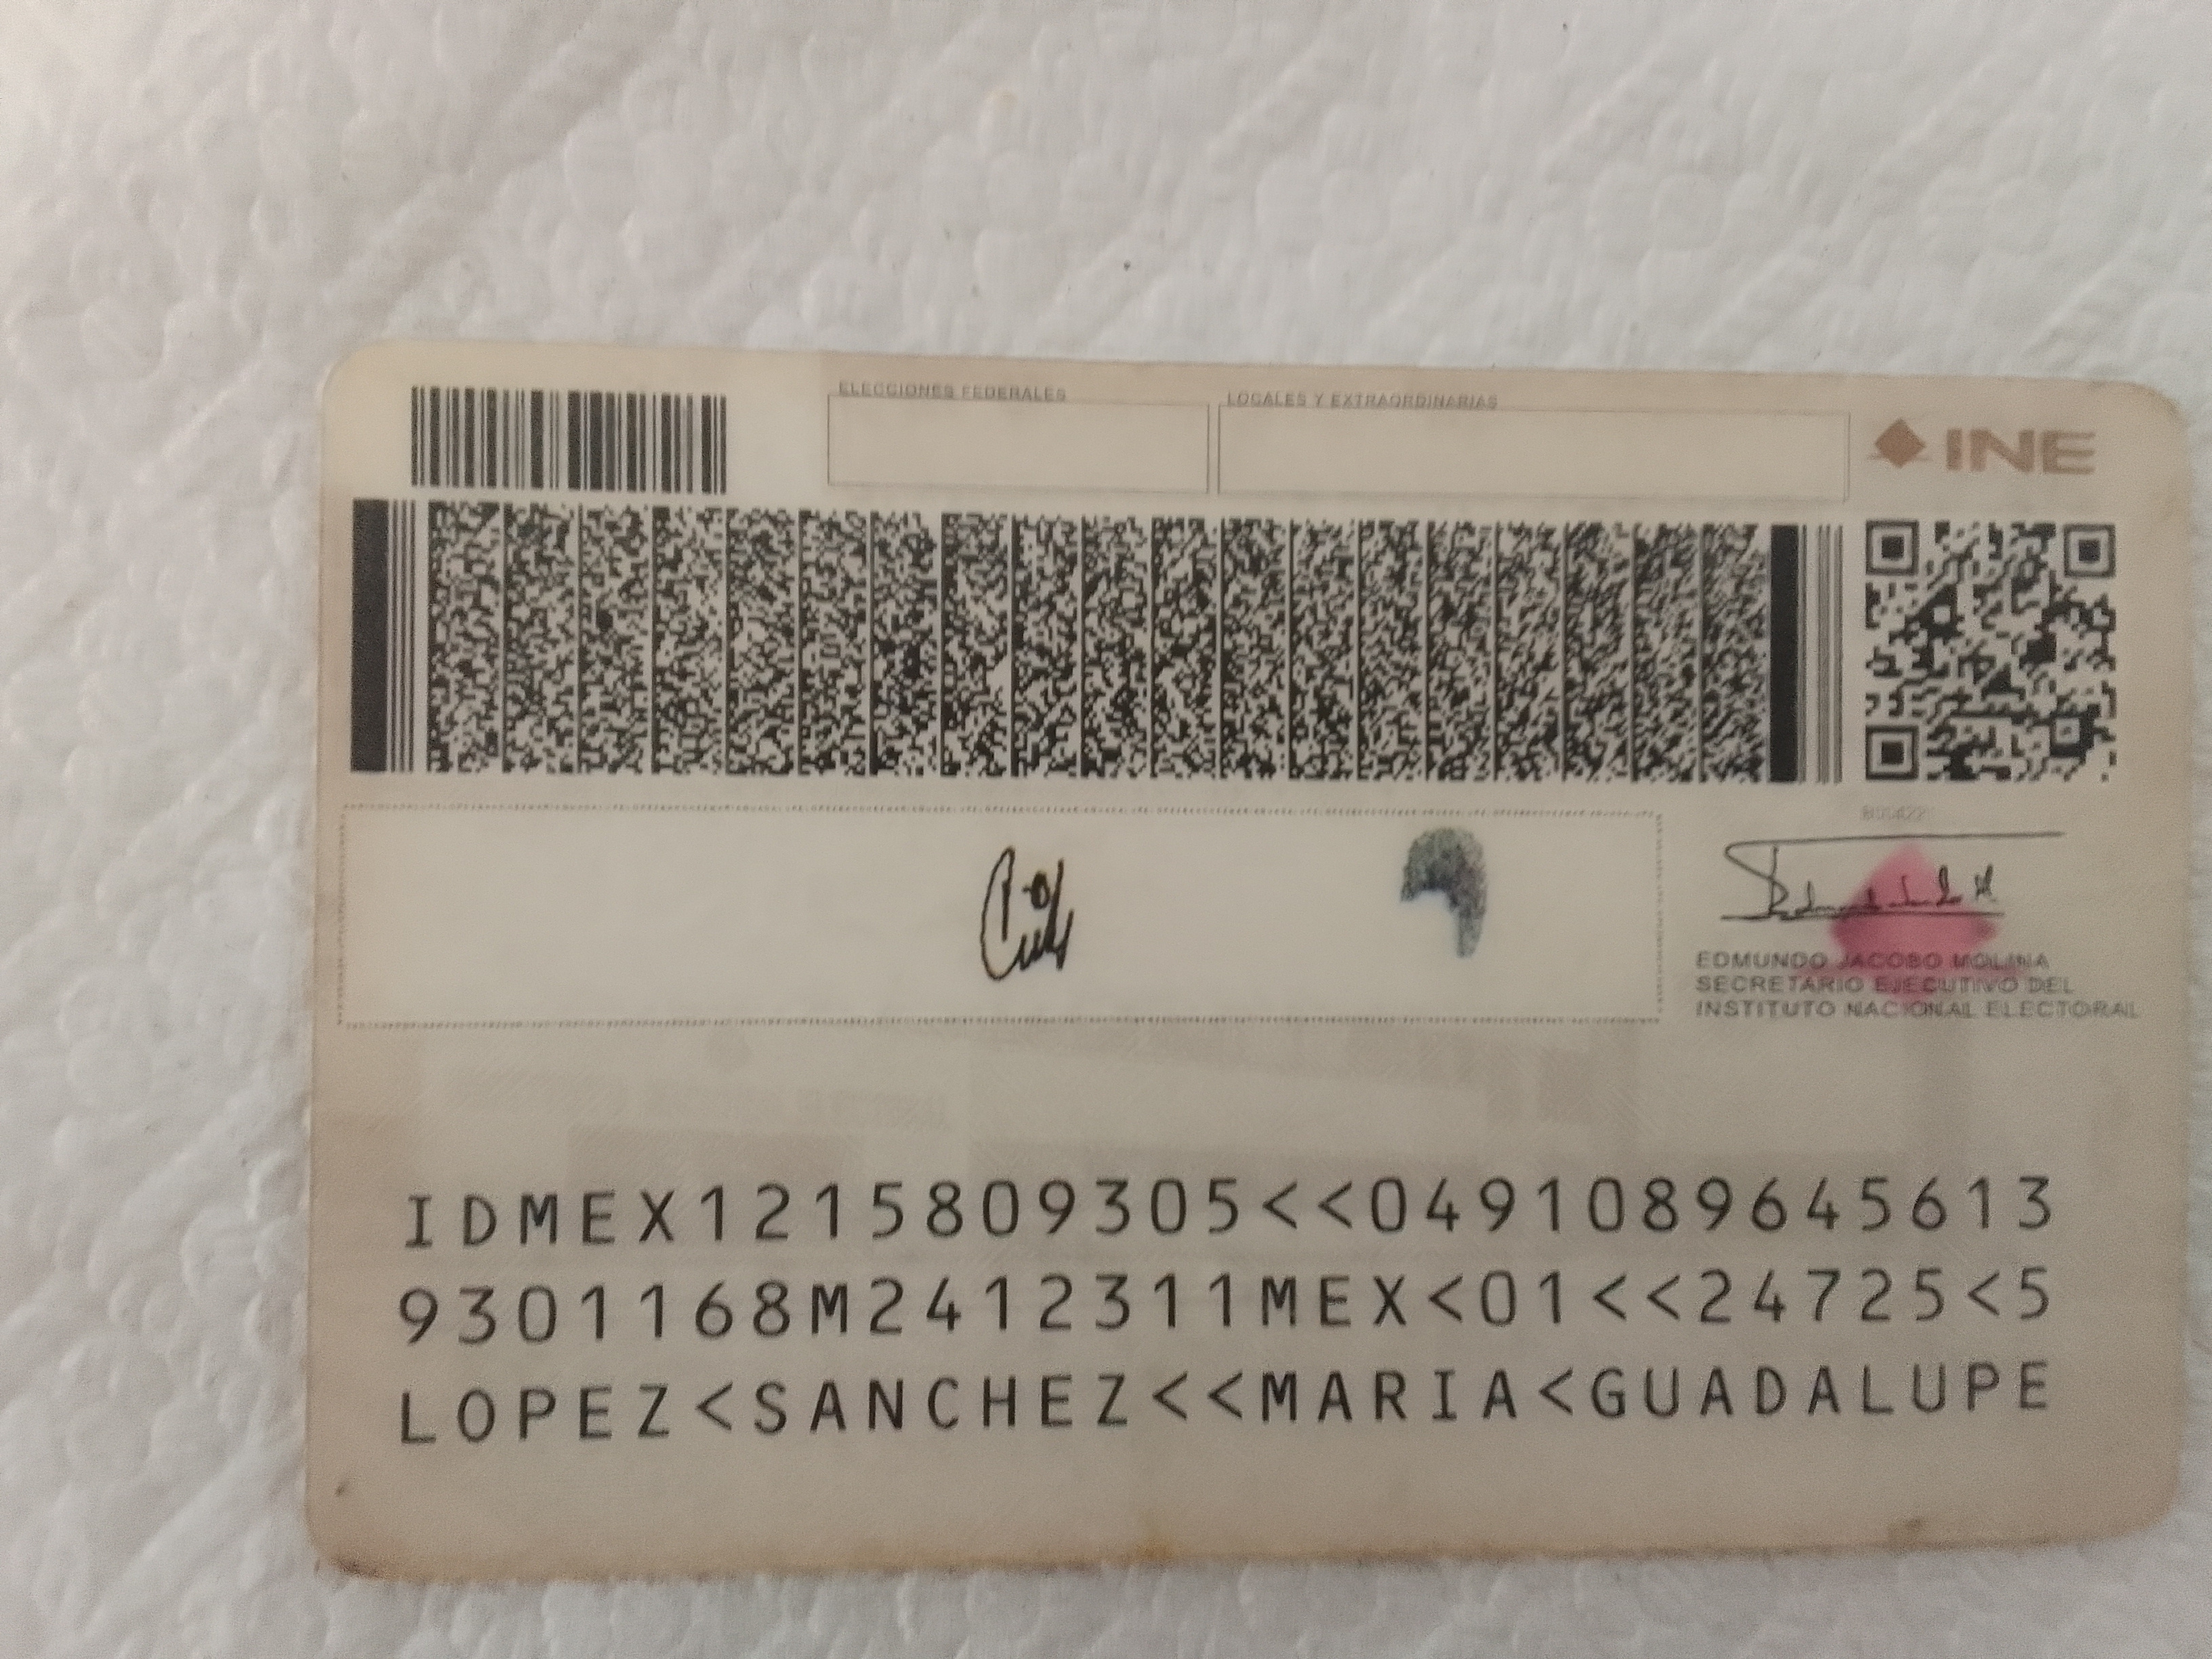 ELECCIONES FEDERALES
LOCALES Y EXTRAORDINARIAS
INE
EDMUNDO JACOBO MOLINA
SECRETARIO EJECUTIVO DEL
INSTITUTO NACIONAL ELECTORAL
IDMEX1215809305<<0491089645613
9301168M2412311MEX<01<<24725<5
LOPEZ<SANCHEZ<<MARIA<GUADALUPE